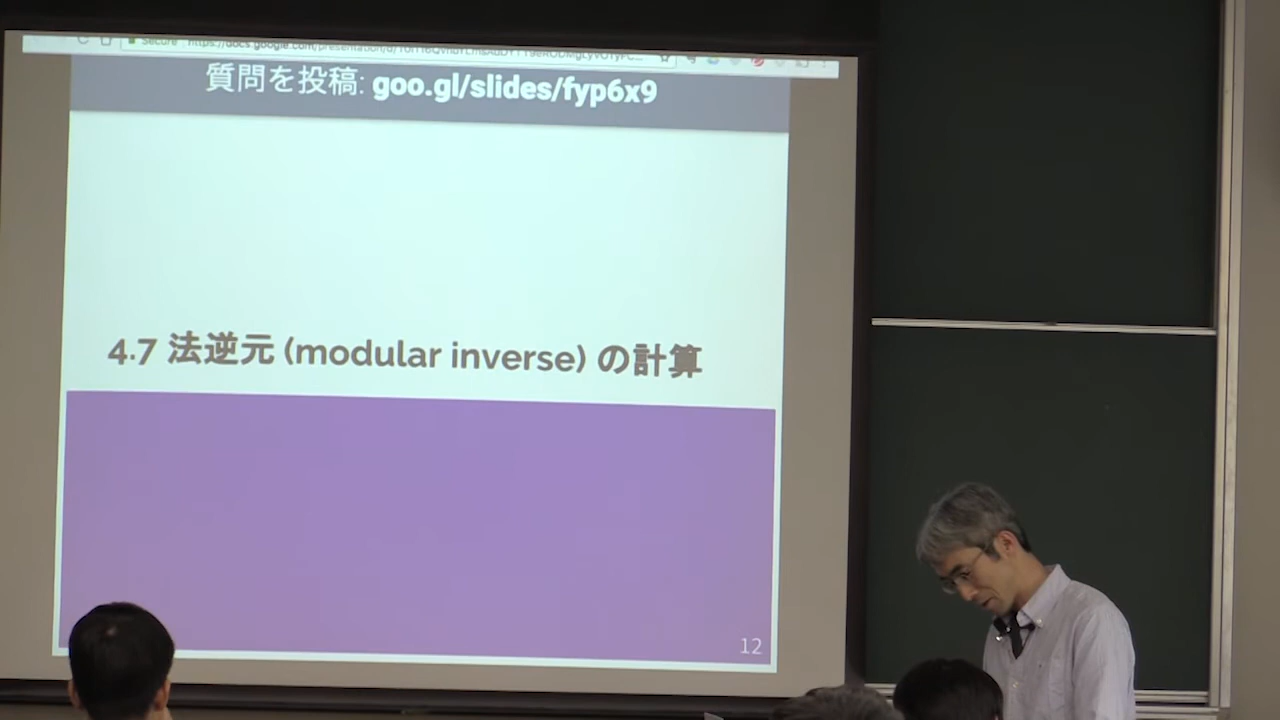 Secure
質問を投稿: goo.gl/slides/fyp6x9
4.7 法逆元 (modular inverse) の計算
12